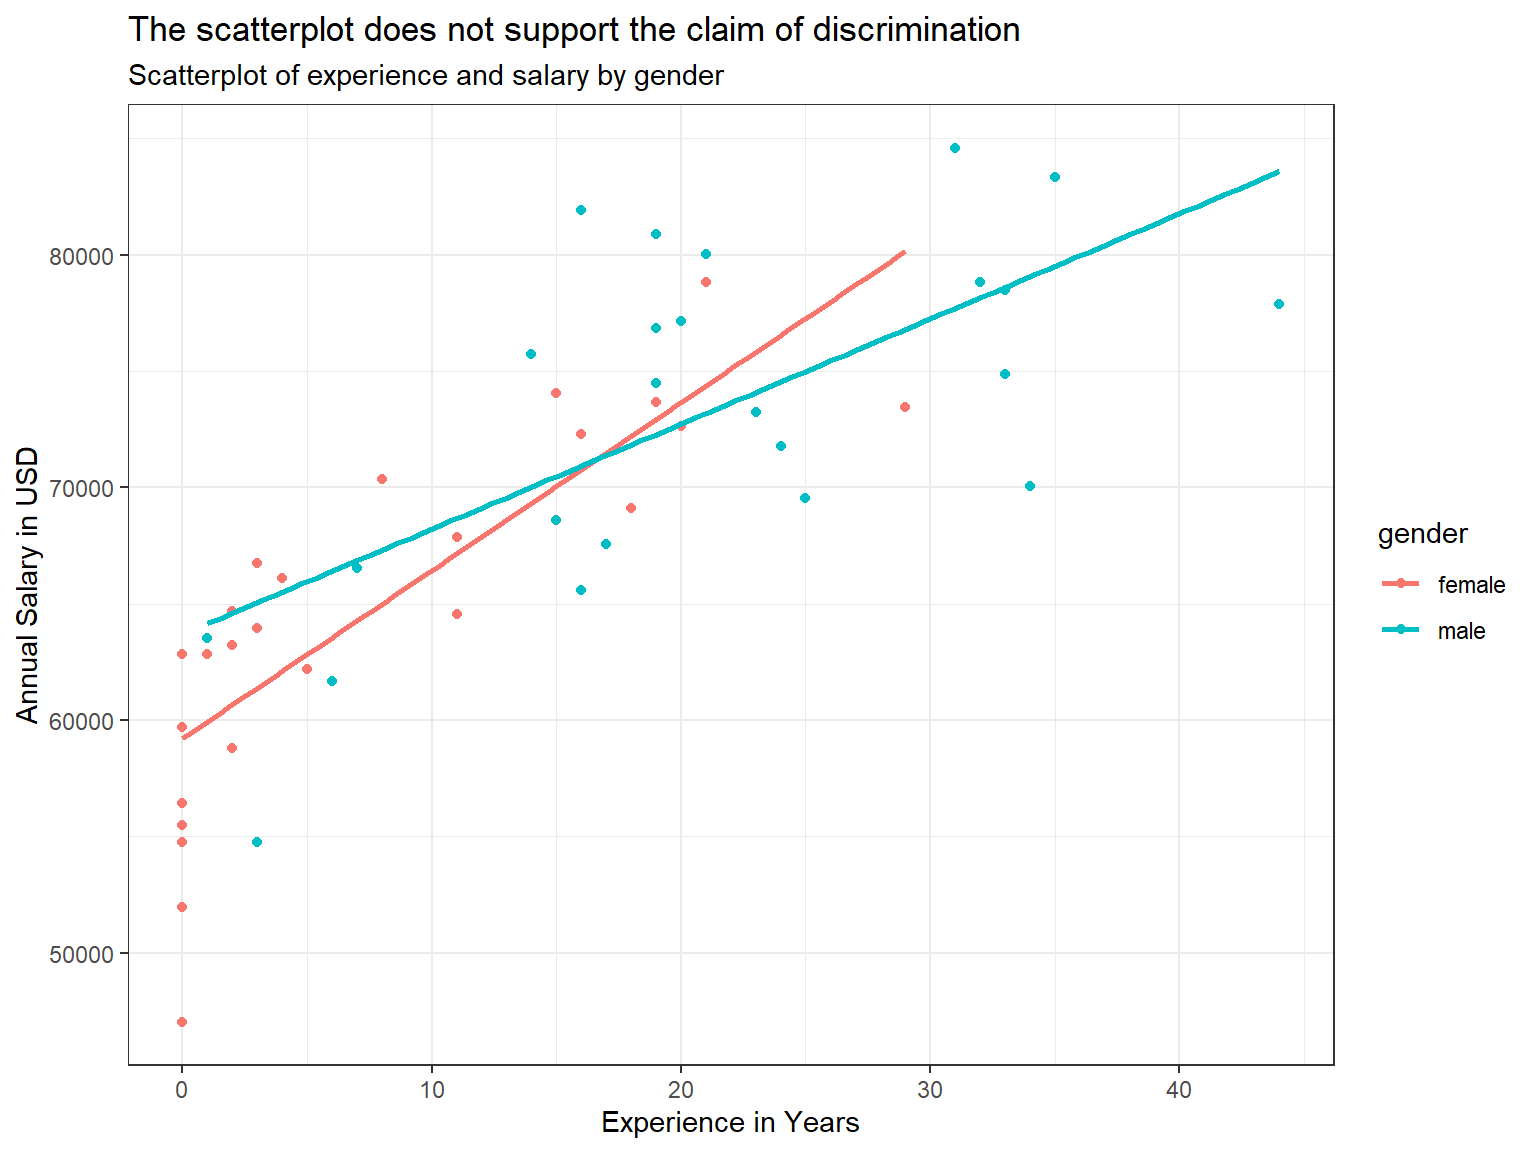 The scatterplot does not support the claim of discrimination
Scatterplot of experience and salary by gender
Annual Salary in USD
80000
70000
60000
50000
0
10
20
30
40
Experience in Years
gender
female
male